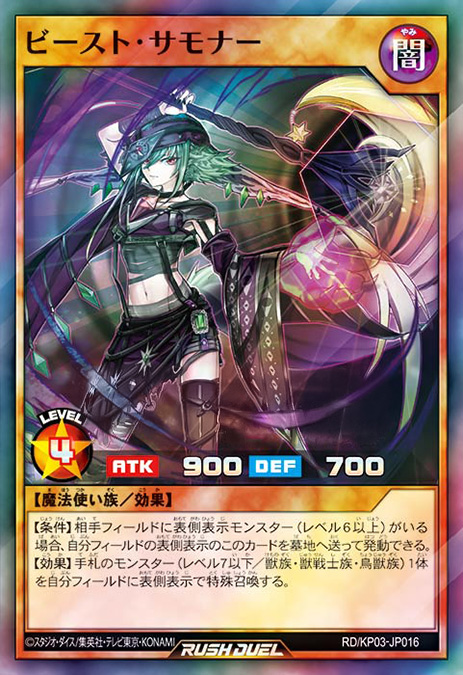 ビースト・サモナー
やみ
闇
LEVEL
4
ATK 900 DEF 700
【魔法使い族／効果】
【条件】相手フィールドに表側表示モンスター（レベル６以上）がいる
場合、自分フィールドの表側表示のこのカードを墓地へ送って発動できる。
【効果】手札のモンスター（レベル７以下／獣族・獣戦士族・鳥獣族）１体
を自分フィールドに表側表示で特殊召喚する。
©スタジオ・ダイス/集英社・テレビ東京・KONAMI
RUSH DUEL
RD/KP03-JP016